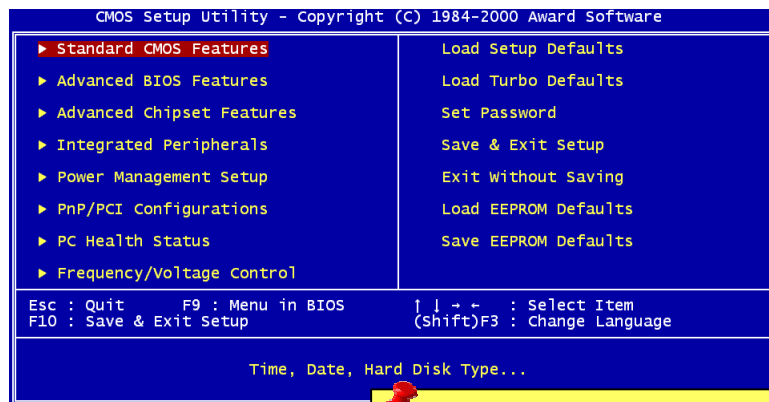 CMOS Setup Utility - Copyright (C) 1984-2000 Award Software
▶ Standard CMOS Features
▶ Advanced BIOS Features
▶ Advanced Chipset Features
▶ Integrated Peripherals
▶ Power Management Setup
▶ PnP/PCI Configurations
▶ PC Health Status
▶ Frequency/Voltage Control
Load Setup Defaults
Load Turbo Defaults
Set Password
Save & Exit Setup
Exit Without Saving
Load EEPROM Defaults
Save EEPROM Defaults
Esc : Quit F9 : Menu in BIOS
F10 : Save & Exit Setup
↑ ↓ → ← : Select Item
(Shift)F3 : Change Language
Time, Date, Hard Disk Type...